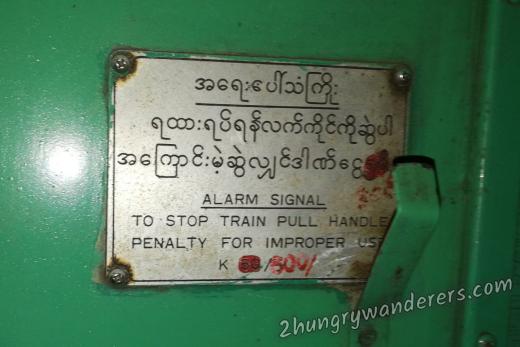 အရေးပေါ်သံကြိုး
ရထားရပ်ရန်လက်ကိုင်ကိုဆွဲပါ
အကြောင်းမဲ့ဆွဲလျှင်ဒါဏ်ငွေ
ALARM SIGNAL
TO STOP TRAIN PULL HANDLE
PENALTY FOR IMPROPER USE
K /500/
2hungrywanderers.com